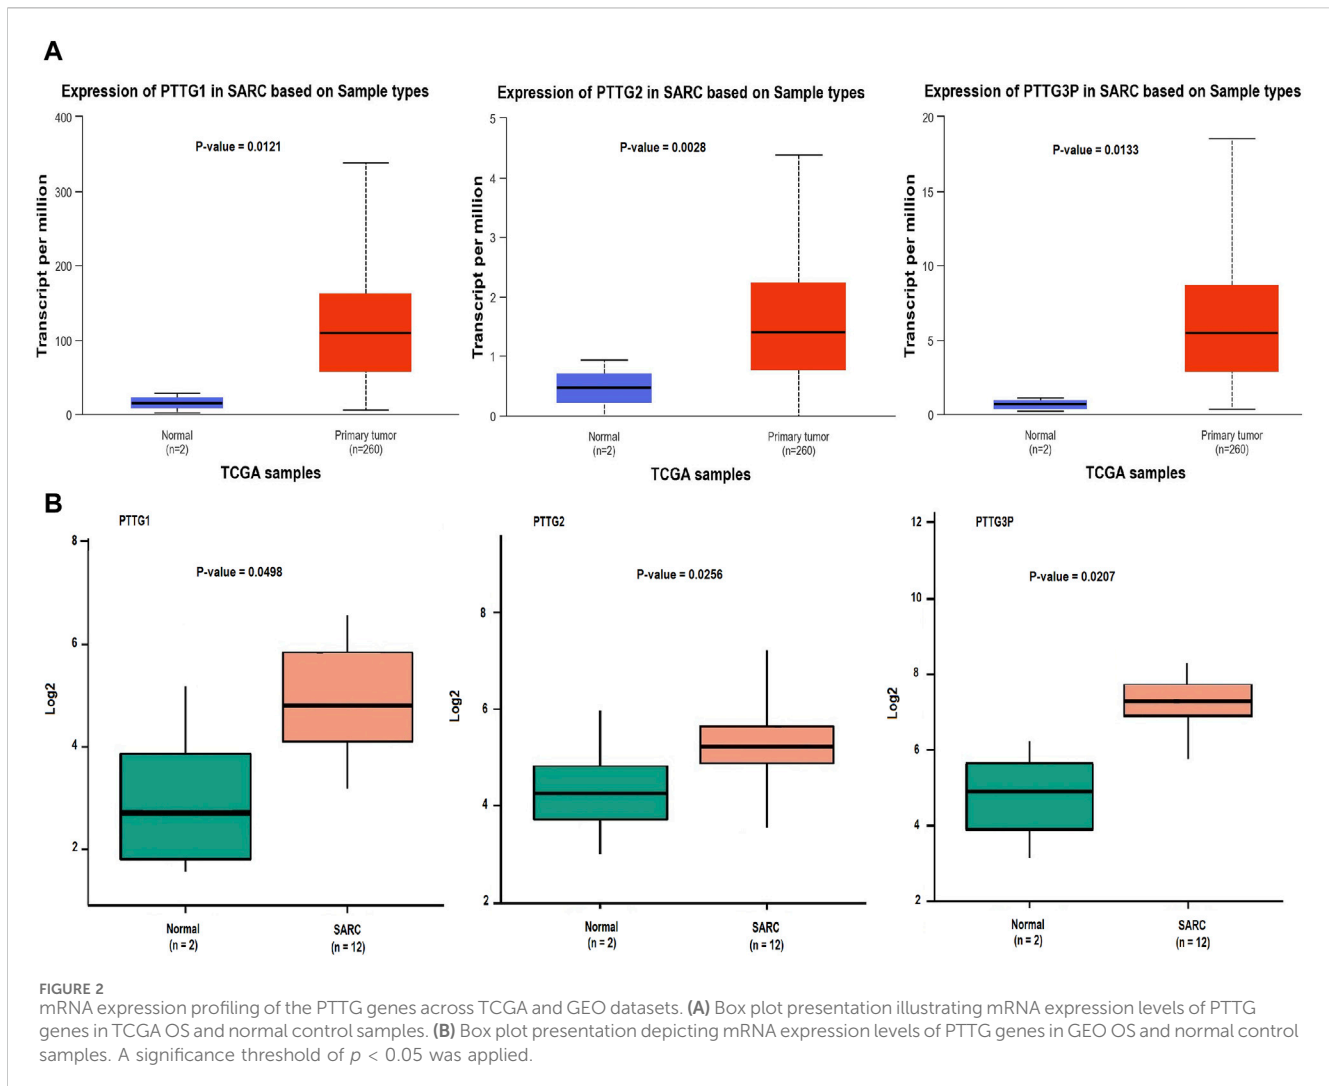 A
Expression of PTTG1 in SARC based on Sample types
P-value = 0.0121
Transcript per million
400
300
200
100
0
Normal
(n=2)
Primary tumor
(n=260)
TCGA samples
Expression of PTTG2 in SARC based on Sample types
P-value = 0.0028
Transcript per million
5
4
3
2
1
0
Normal
(n=2)
Primary tumor
(n=260)
TCGA samples
Expression of PTTG3P in SARC based on Sample types
P-value = 0.0133
Transcript per million
20
15
10
5
0
Normal
(n=2)
Primary tumor
(n=260)
TCGA samples
B
PTTG1
P-value = 0.0498
Log2
8
6
4
2
Normal
(n = 2)
SARC
(n = 12)
PTTG2
P-value = 0.0256
Log2
8
6
4
2
Normal
(n = 2)
SARC
(n = 12)
PTTG3P
P-value = 0.0207
Log2
12
10
8
6
4
2
Normal
(n = 2)
SARC
(n = 12)
FIGURE 2
mRNA expression profiling of the PTTG genes across TCGA and GEO datasets. (A) Box plot presentation illustrating mRNA expression levels of PTTG
genes in TCGA OS and normal control samples. (B) Box plot presentation depicting mRNA expression levels of PTTG genes in GEO OS and normal control
samples. A significance threshold of p < 0.05 was applied.